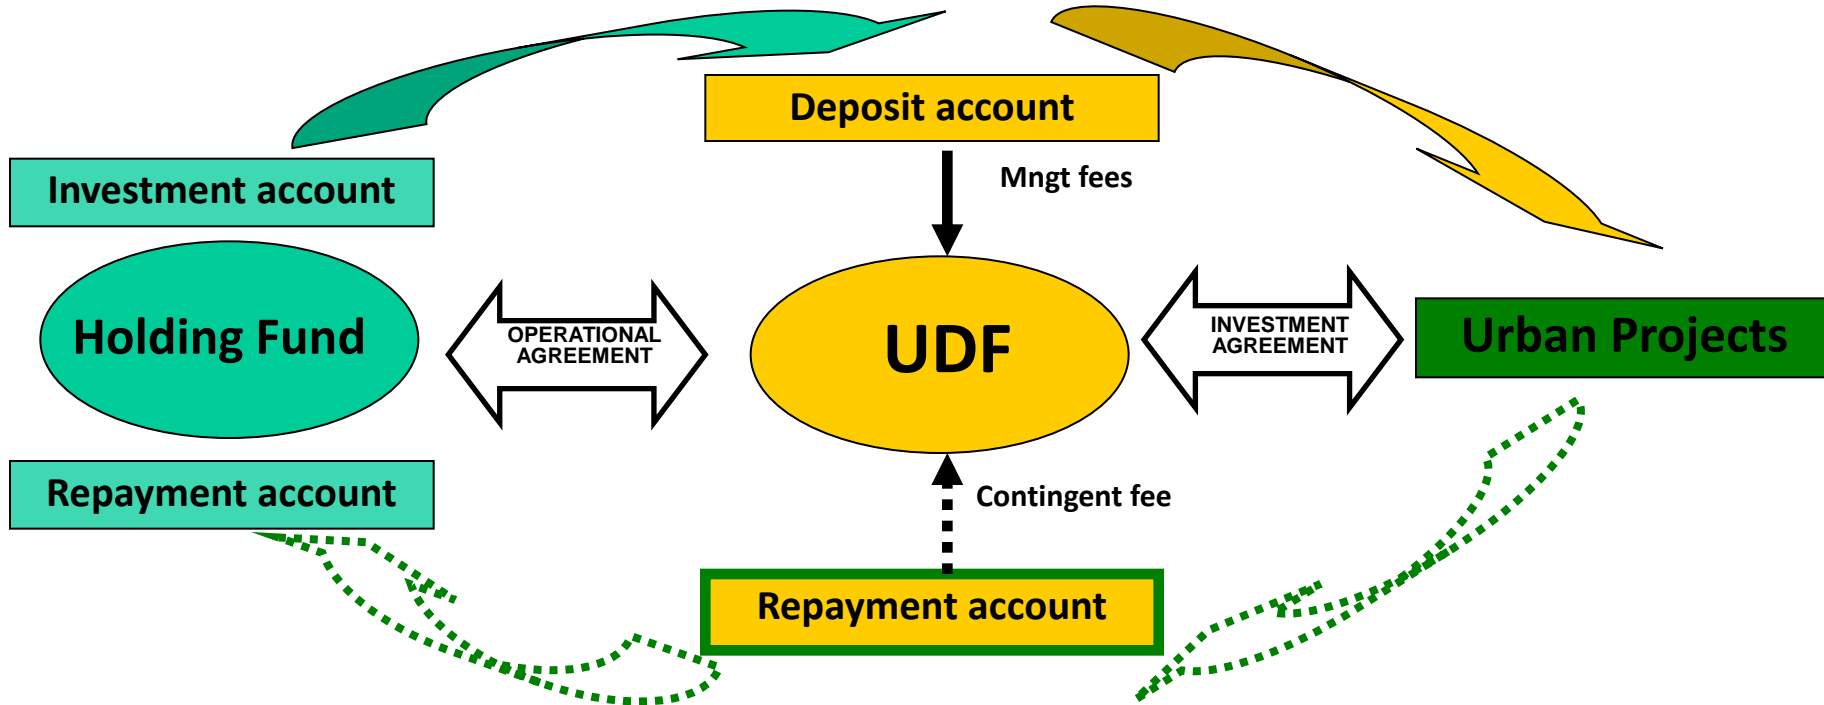 Deposit account
Investment account
Mngt fees
Holding Fund
OPERATIONAL
AGREEMENT
UDF
INVESTMENT
AGREEMENT
Urban Projects
Repayment account
Contingent fee
Repayment account